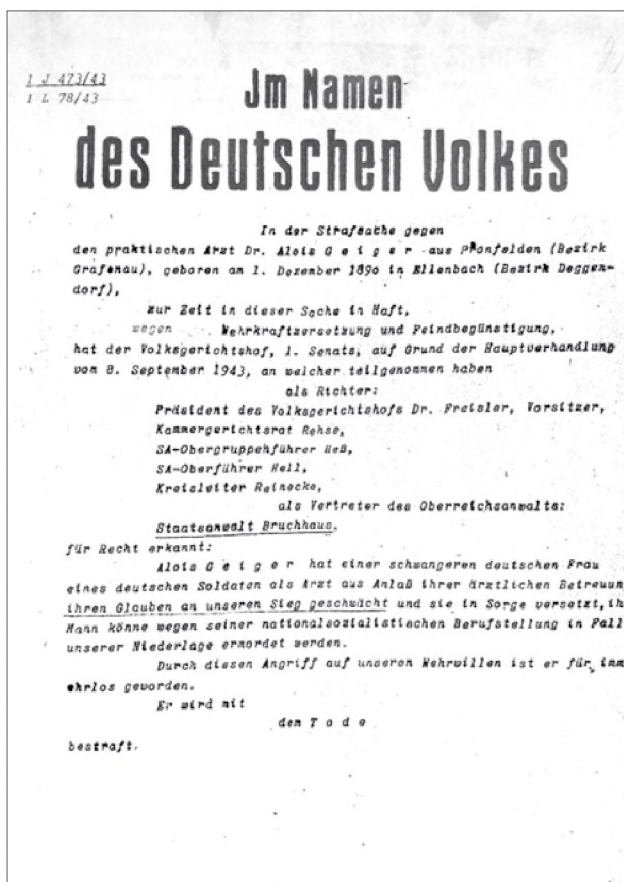 1 J 473/43
1 L 78/43
Jm Namen
des Deutschen Volkes
In der Strafsache gegen
den praktischen Arzt Dr. Alois G e i g e r aus Pronfelden (Bezirk
Grafenau), geboren am 1. Dezember 1890 in Ellenbach (Bezirk Deggen-
dorf),
zur Zeit in dieser Sache in Haft,
wegen Wehrkraftzersetzung und Feindbegünstigung,
hat der Volksgerichtshof, 1. Senats, auf Grund der Hauptverhandlung
vom 8. September 1943, an welcher teilgenommen haben
als Richter:
Präsident des Volksgerichtshofs Dr. Freisler, Vorsitzer,
Kammergerichtsrat Rehse,
SA-Obergruppenführer Heß,
SA-Oberführer Hell,
Kreisleiter Reinecke,
als Vertreter des Oberreichsanwalts:
Staatsanwalt Bruchhaus,
für Recht erkannt:
Alois G e i g e r hat einer schwangeren deutschen Frau
eines deutschen Soldaten als Arzt aus Anlaß ihrer ärztlichen Betreuun
ihren Glauben an unseren Sieg geschwächt und sie in Sorge versetzt, ih
Mann könne wegen seiner nationalsozialistischen Berufstellung in Fall
unserer Niederlage ermordet werden.
Durch diesen Angriff auf unseren Wehrwillen ist er für imm
ehrlos geworden.
Er wird mit
dem T o d e
bestraft.